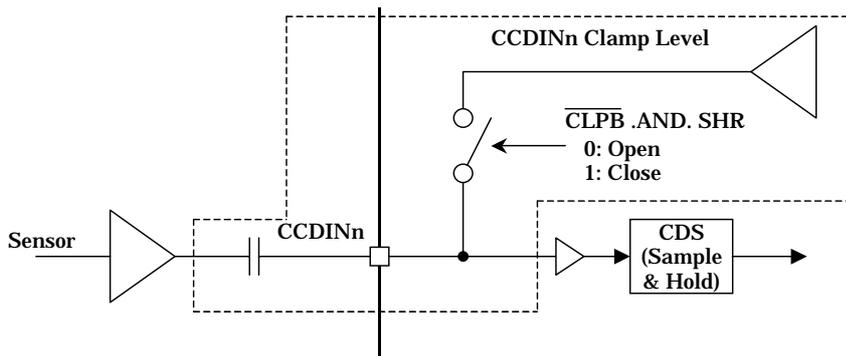 CCDINn Clamp Level
CLPB .AND. SHR
0: Open
1: Close
Sensor
CCDINn
CDS
(Sample
& Hold)